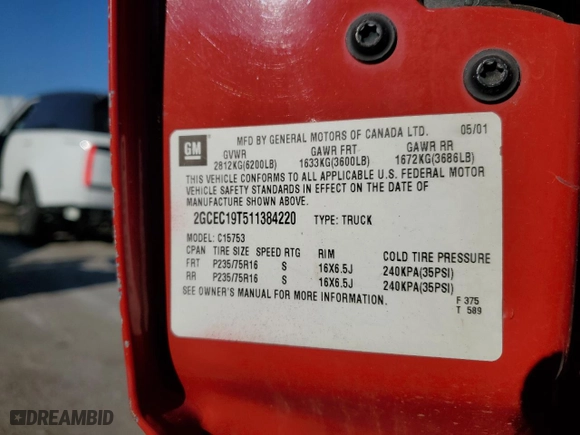 GM
MFD BY GENERAL MOTORS OF CANADA LTD. 05/01
GVWR GAWR FRT GAWR RR
2812KG(6200LB) 1633KG(3600LB) 1672KG(3686LB)
THIS VEHICLE CONFORMS TO ALL APPLICABLE U.S. FEDERAL MOTOR
VEHICLE SAFETY STANDARDS IN EFFECT ON THE DATE OF
MANUFACTURE SHOWN ABOVE.
2GCEC19T511384220 TYPE: TRUCK
MODEL: C15753
CPAN TIRE SIZE SPEED RTG RIM COLD TIRE PRESSURE
FRT P235/75R16 S 16X6.5J 240KPA(35PSI)
RR P235/75R16 S 16X6.5J 240KPA(35PSI)
SEE OWNER'S MANUAL FOR MORE INFORMATION.
F 375
T 589
DREAMBID